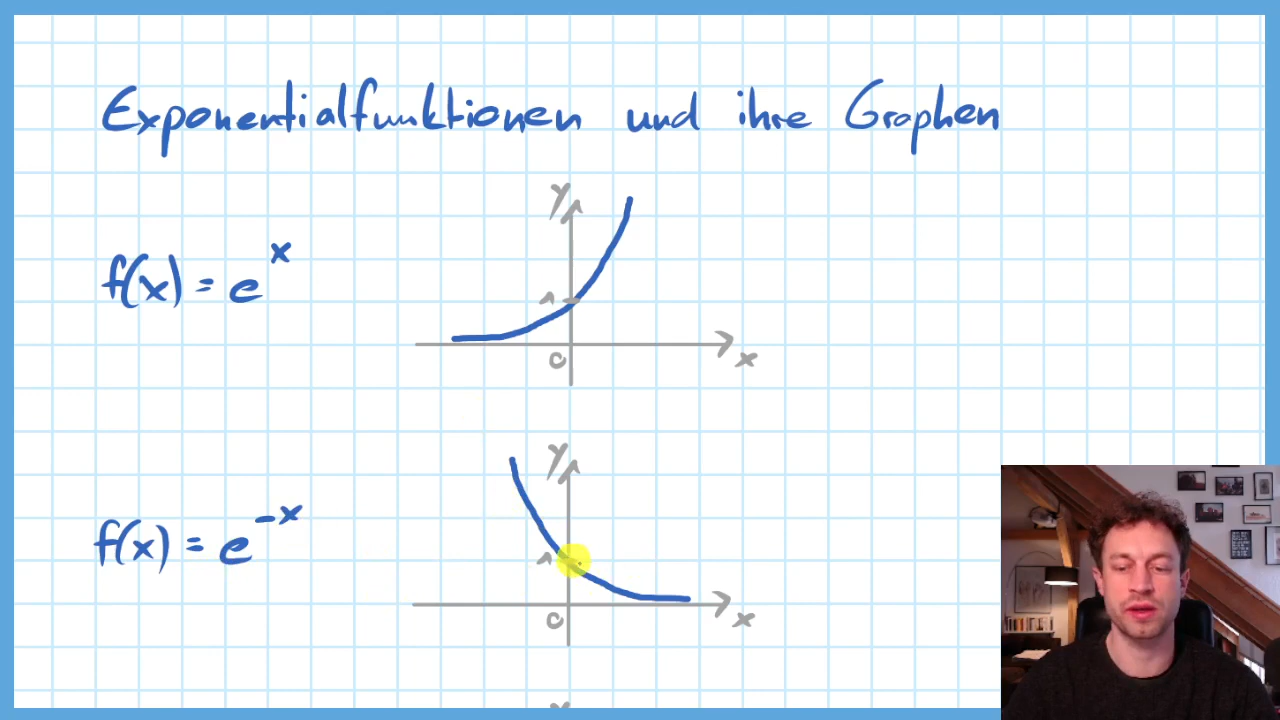 Exponentialfunktionen und ihre Graphen
y
f(x) = e^x
1
0
x
y
f(x) = e^-x
1
0
x